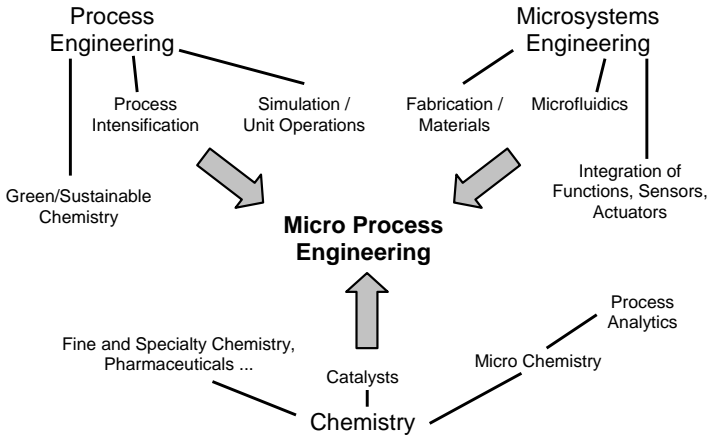 Process
Engineering
Microsystems
Engineering
Process
Intensification
Simulation /
Unit Operations
Fabrication /
Materials
Microfluidics
Green/Sustainable
Chemistry
Integration of
Functions, Sensors,
Actuators
Micro Process
Engineering
Process
Analytics
Fine and Specialty Chemistry,
Pharmaceuticals ...
Micro Chemistry
Catalysts
Chemistry